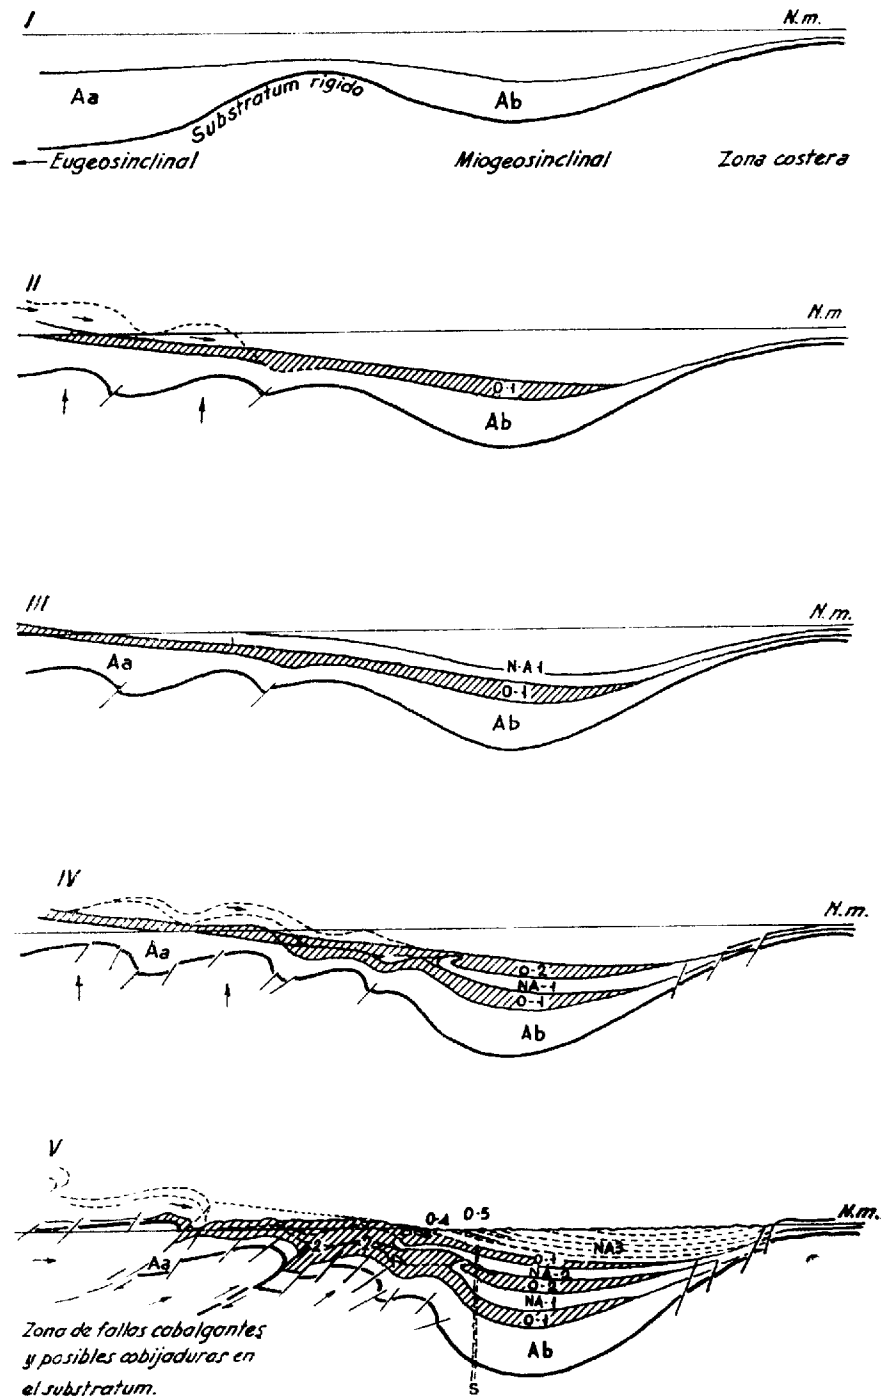 I
N.m.
Aa
Substratum rigido
Ab
Eugeosinclinal
Miogeosinclinal
Zona costera
II
N.m
O-1
Ab
III
N.m.
Aa
N-A-1
O-1
Ab
IV
N.m.
Aa
O-2
NA-1
O-1
Ab
V
O-4
O-5
N.m.
NA3
O-1
NA-2
O-2
NA-1
O-1
Aa
Ab
Zona de fallas cabalgantes
y posibles cobijaduras en
el substratum.
S